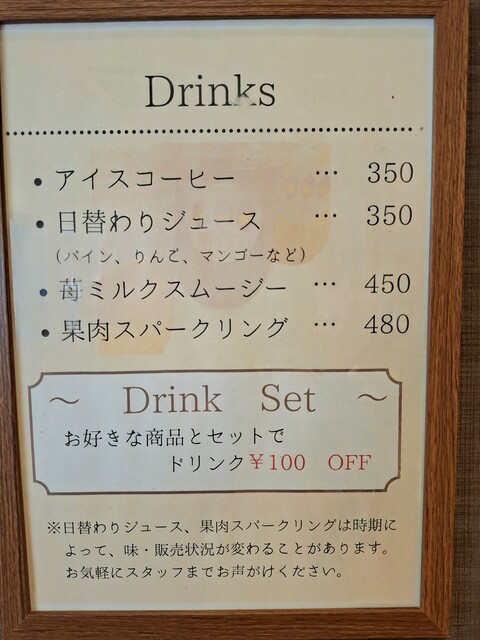 Drinks
・アイスコーヒー … 350
・日替わりジュース … 350
（パイン、りんご、マンゴーなど）
・苺ミルクスムージー … 450
・果肉スパークリング … 480
～ Drink Set ～
お好きな商品とセットで
ドリンク￥100 OFF
※日替わりジュース、果肉スパークリングは時期に
よって、味・販売状況が変わることがあります。
お気軽にスタッフまでお声がけください。